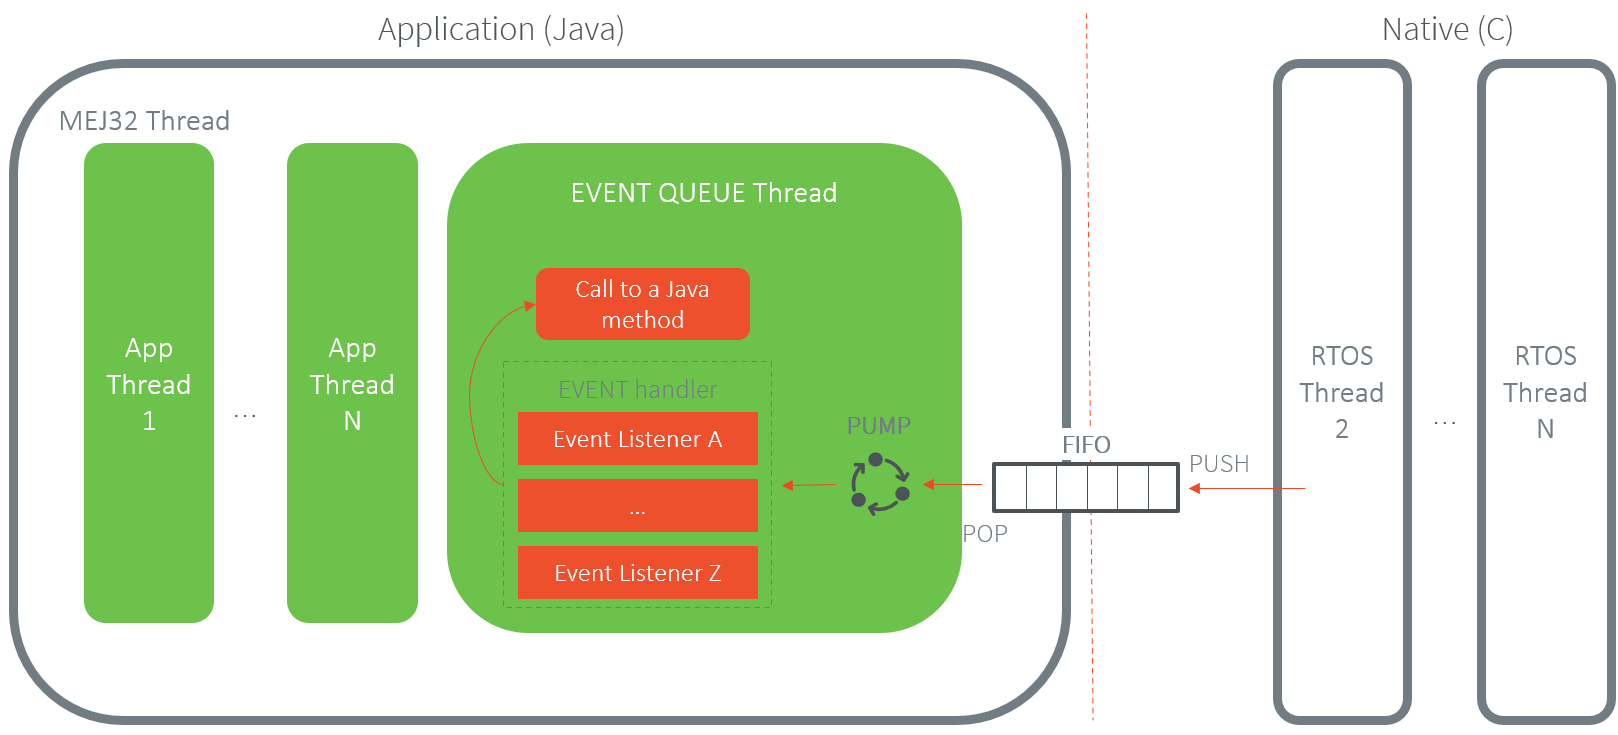 Application (Java)
Native (C)
MEJ32 Thread
App
Thread
1
...
App
Thread
N
EVENT QUEUE Thread
Call to a Java
method
EVENT handler
Event Listener A
...
Event Listener Z
PUMP
POP
FIFO
PUSH
RTOS
Thread
2
...
RTOS
Thread
N